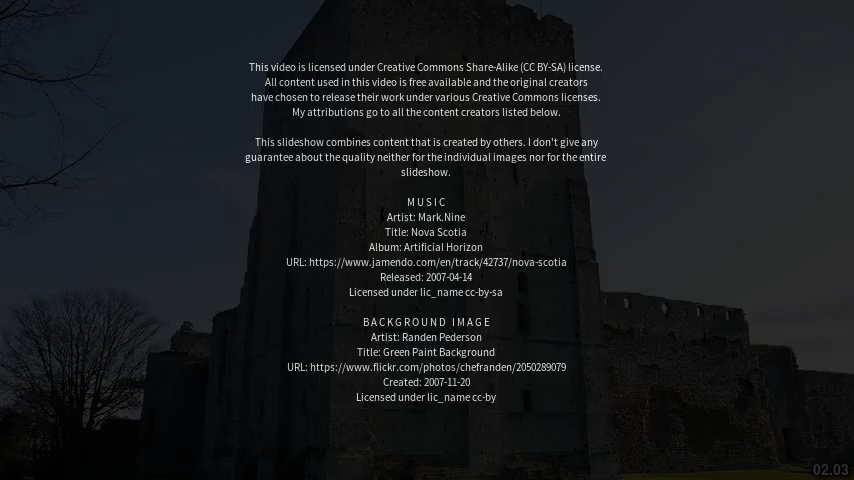 This video is licensed under Creative Commons Share-Alike (CC BY-SA) license.
All content used in this video is free available and the original creators
have chosen to release their work under various Creative Commons licenses.
My attributions go to all the content creators listed below.
This slideshow combines content that is created by others. I don't give any
guarantee about the quality neither for the individual images nor for the entire
slideshow.
MUSIC
Artist: Mark.Nine
Title: Nova Scotia
Album: Artificial Horizon
URL: https://www.jamendo.com/en/track/42737/nova-scotia
Released: 2007-04-14
Licensed under lic_name cc-by-sa
BACKGROUND IMAGE
Artist: Randen Pederson
Title: Green Paint Background
URL: https://www.flickr.com/photos/chefranden/2050289079
Created: 2007-11-20
Licensed under lic_name cc-by
02.03